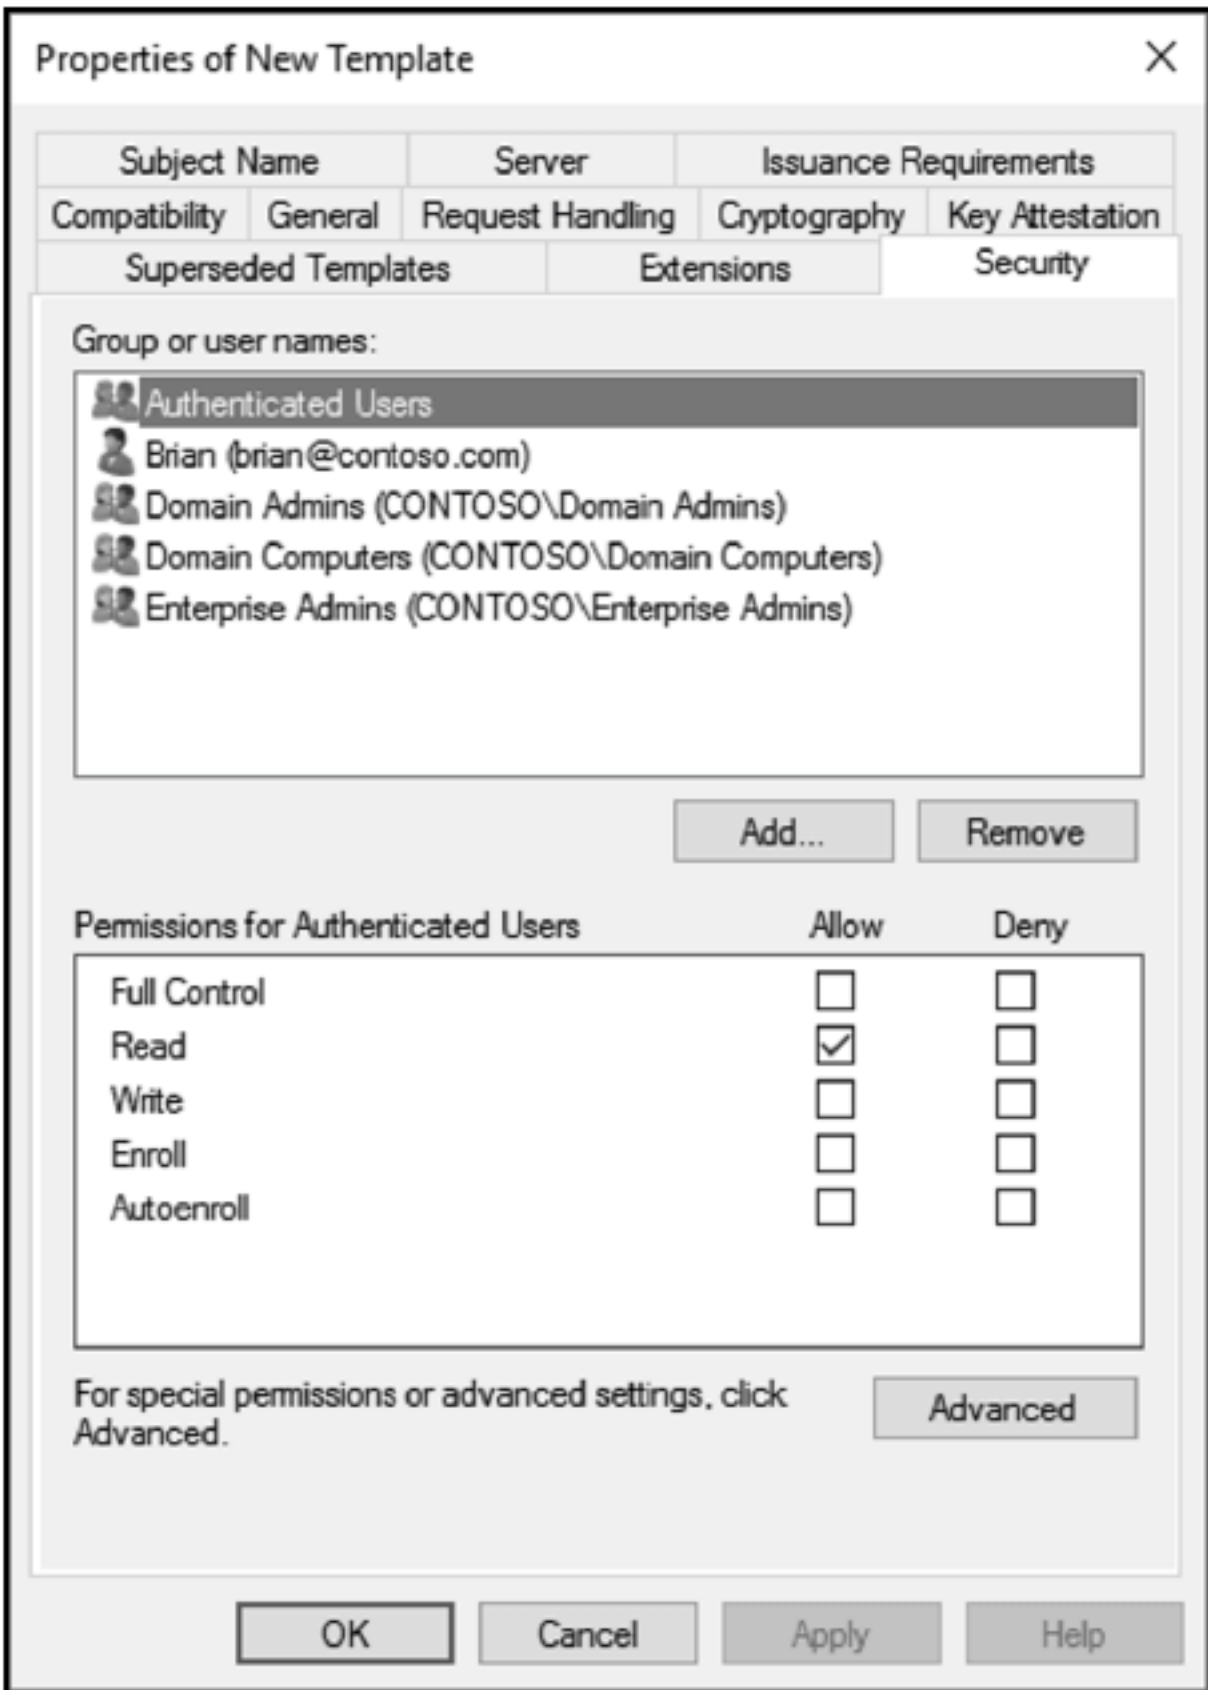 Properties of New Template
Subject Name Server Issuance Requirements
Compatibility General Request Handling Cryptography Key Attestation
Superseded Templates Extensions Security
Group or user names:
Authenticated Users
Brian (brian@contoso.com)
Domain Admins (CONTOSO\Domain Admins)
Domain Computers (CONTOSO\Domain Computers)
Enterprise Admins (CONTOSO\Enterprise Admins)
Add... Remove
Permissions for Authenticated Users Allow Deny
Full Control
Read
Write
Enroll
Autoenroll
For special permissions or advanced settings, click
Advanced.
Advanced
OK Cancel Apply Help